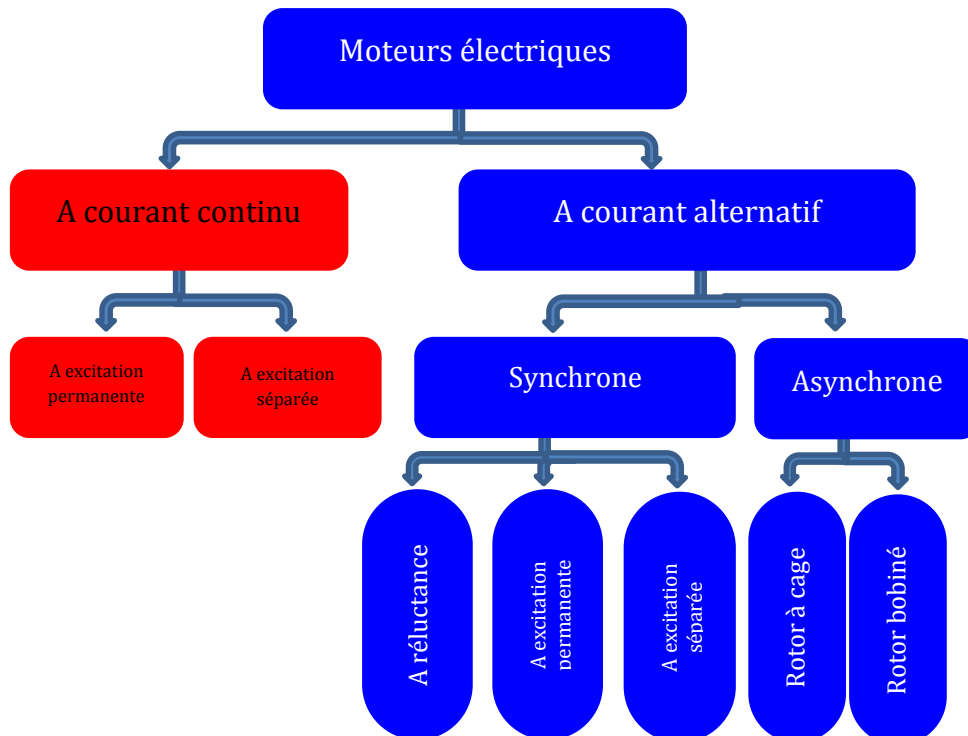 Moteurs électriques
A courant continu
A courant alternatif
A excitation
permanente
A excitation
séparée
Synchrone
Asynchrone
A réluctance
A excitation
permanente
A excitation
séparée
Rotor à cage
Rotor bobiné